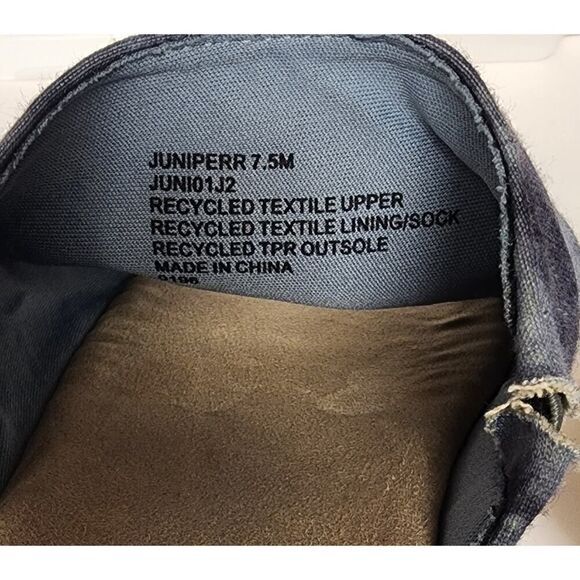 JUNIPERR 7.5M
JUNI01J2
RECYCLED TEXTILE UPPER
RECYCLED TEXTILE LINING/SOCK
RECYCLED TPR OUTSOLE
MADE IN CHINA